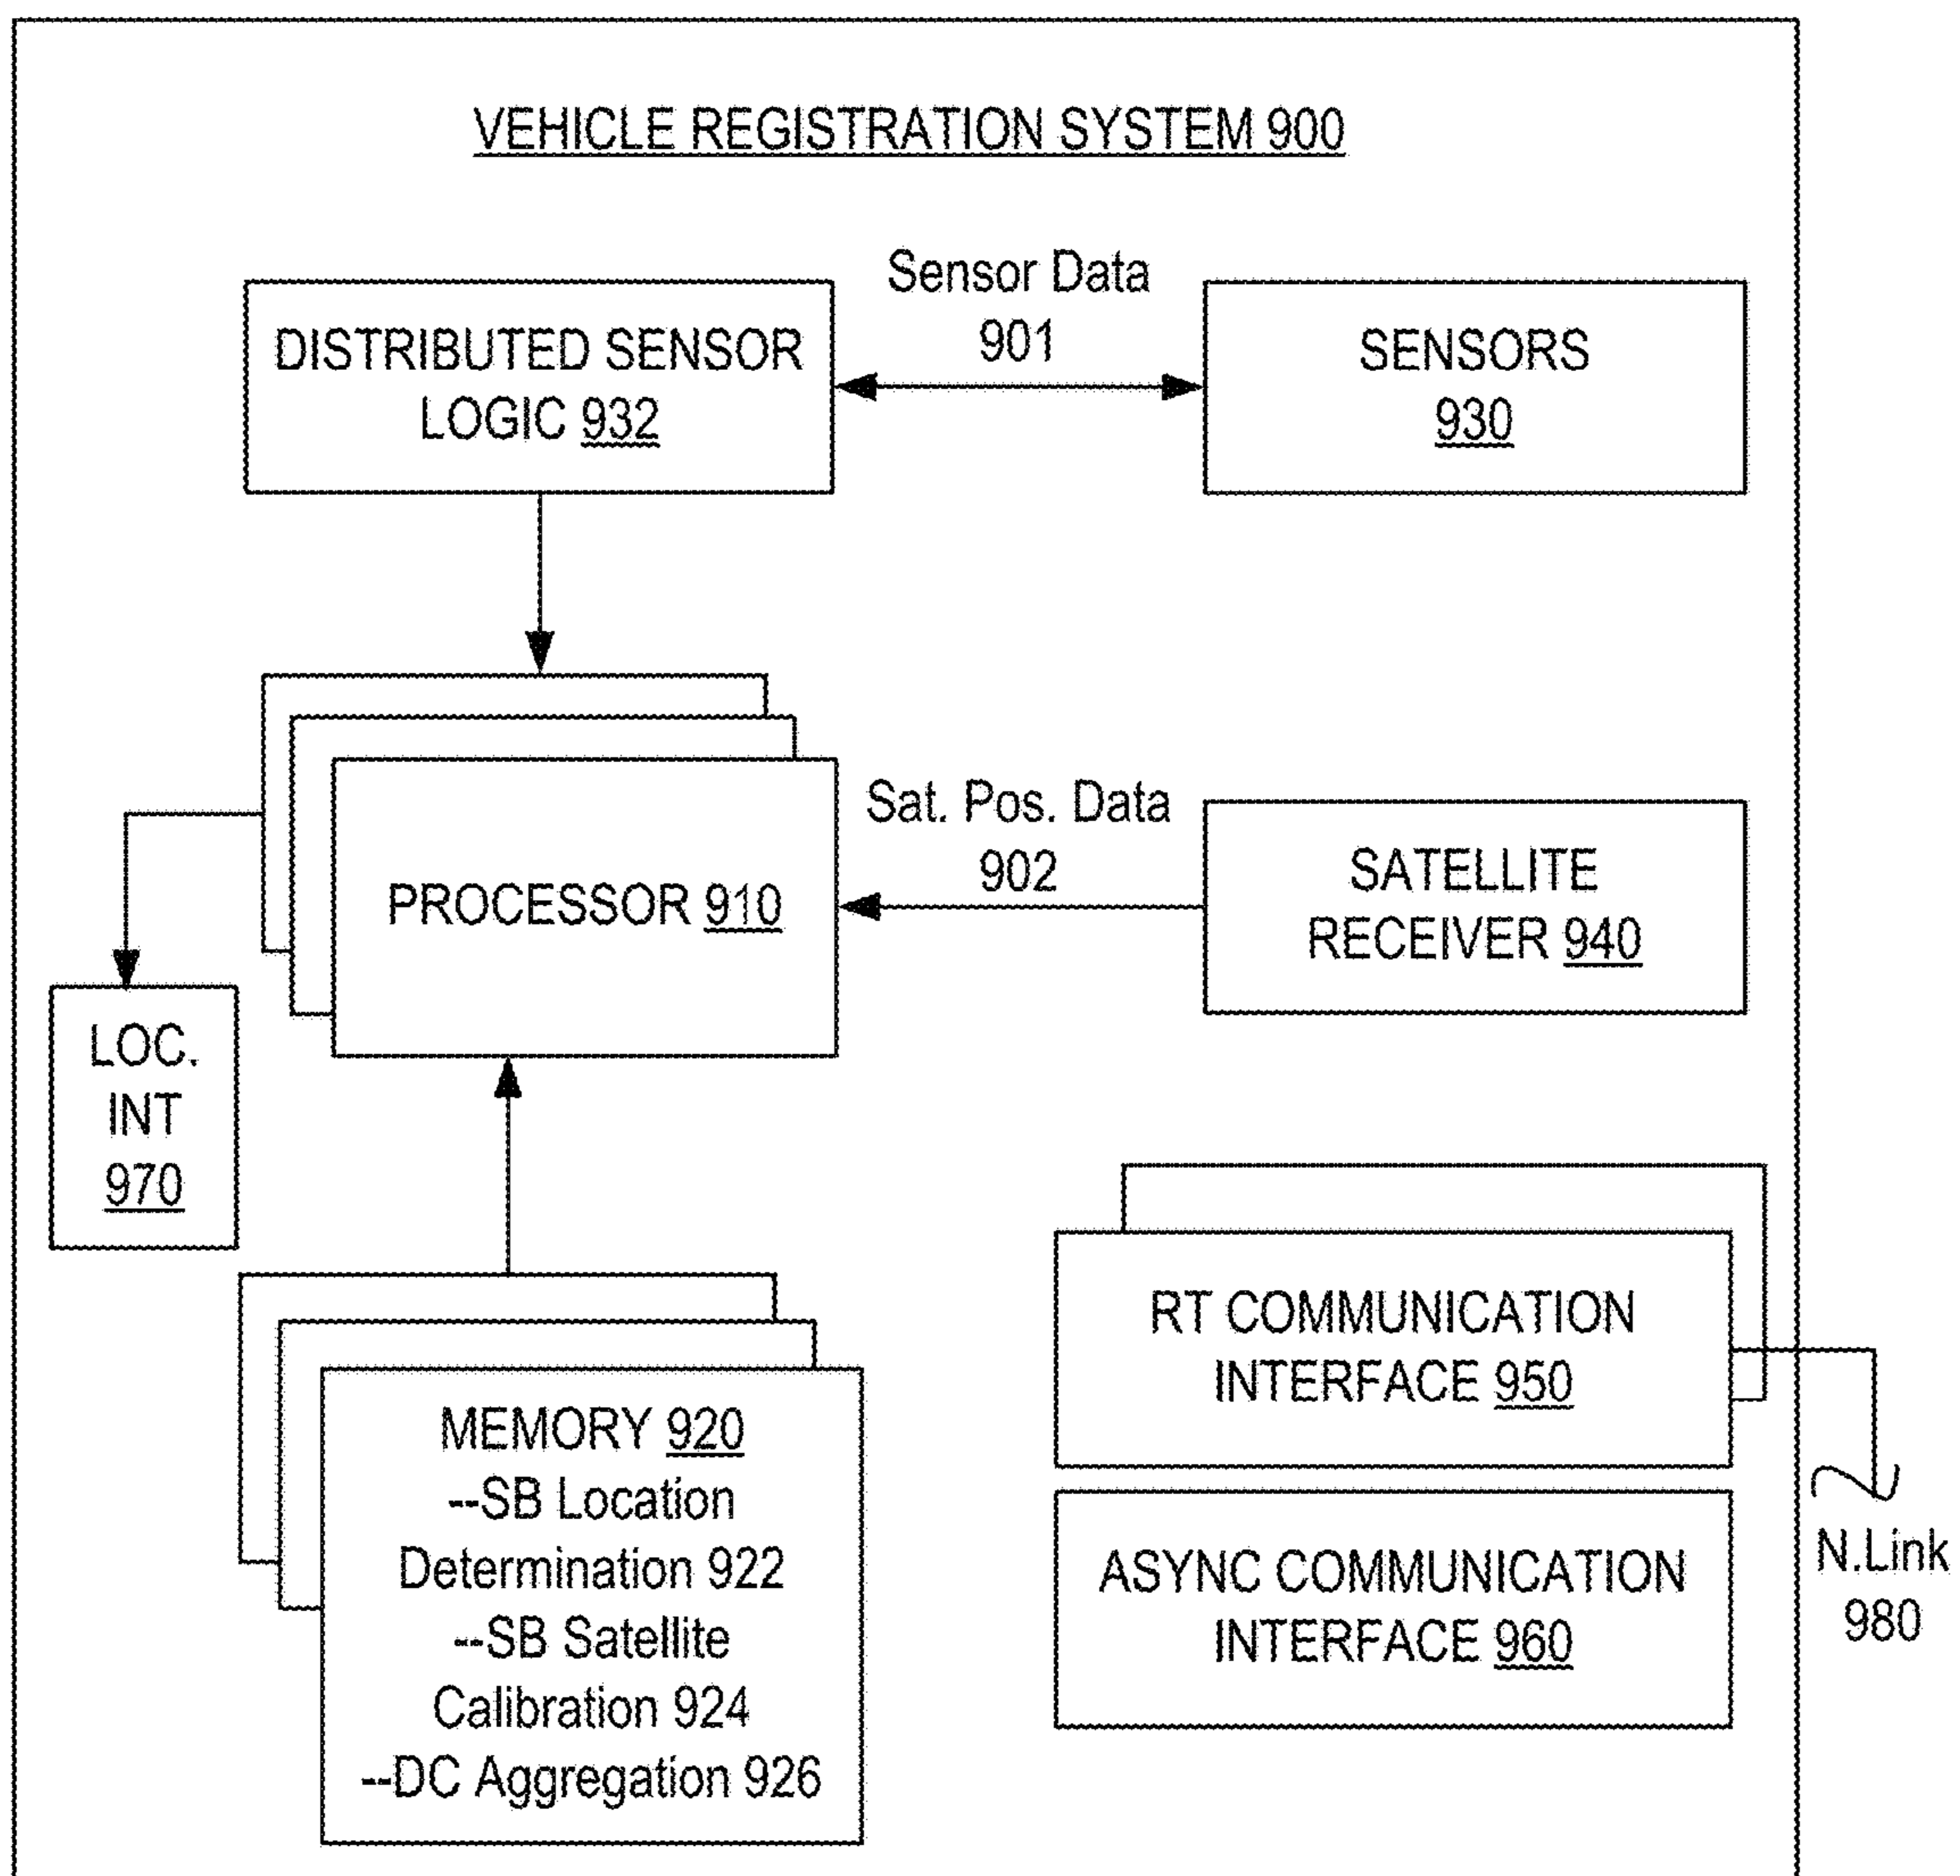 VEHICLE REGISTRATION SYSTEM 900
DISTRIBUTED SENSOR
LOGIC 932
Sensor Data
901
SENSORS
930
PROCESSOR 910
Sat. Pos. Data
902
SATELLITE
RECEIVER 940
LOC.
INT
970
MEMORY 920
--SB Location
Determination 922
--SB Satellite
Calibration 924
--DC Aggregation 926
RT COMMUNICATION
INTERFACE 950
ASYNC COMMUNICATION
INTERFACE 960
N.Link
980